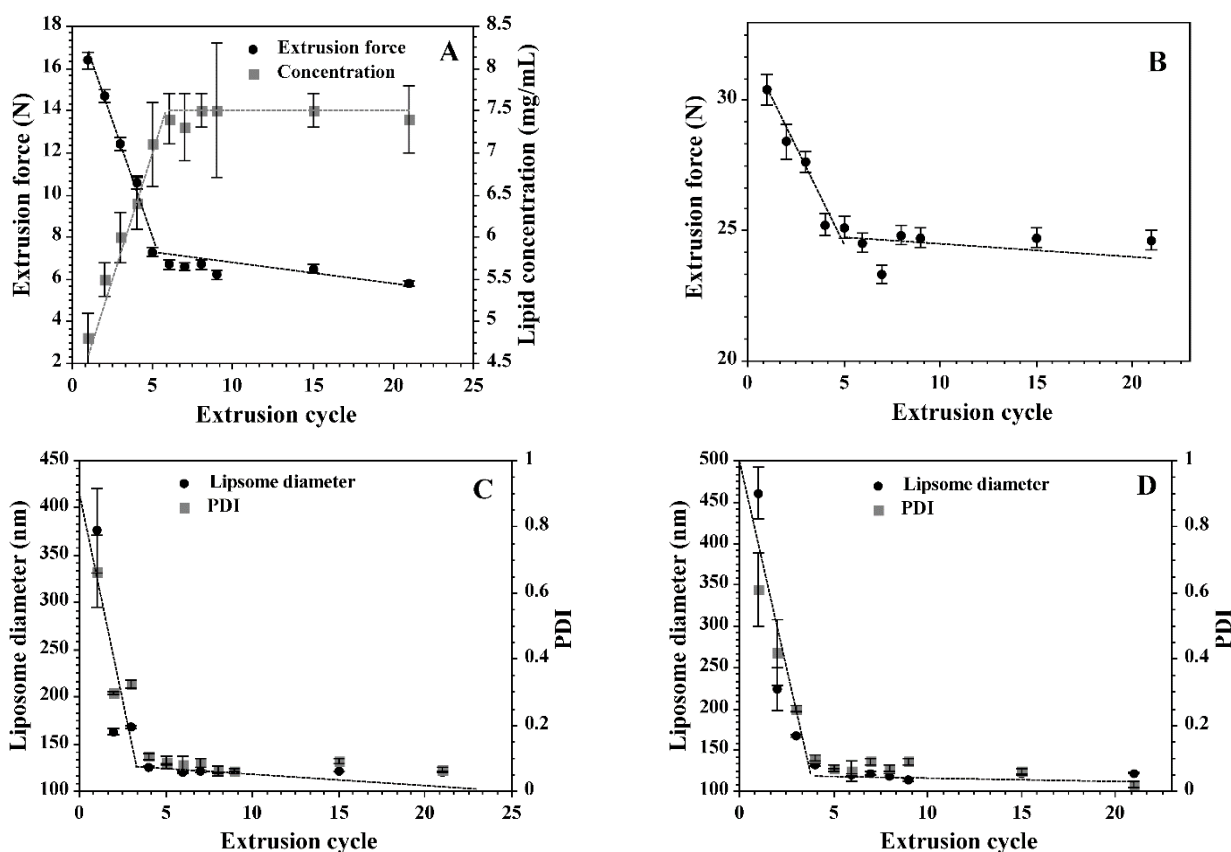 A
Extrusion force
Concentration
Extrusion force (N)
18
16
14
12
10
8
6
4
2
Lipid concentration (mg/mL)
8.5
8
7.5
7
6.5
6
5.5
5
4.5
0 5 10 15 20 25
Extrusion cycle
B
Extrusion force (N)
30
25
20
0 5 10 15 20
Extrusion cycle
C
Lipsome diameter
PDI
Liposome diameter (nm)
450
400
350
300
250
200
150
100
PDI
1
0.8
0.6
0.4
0.2
0
0 5 10 15 20 25
Extrusion cycle
D
Lipsome diameter
PDI
Liposome diameter (nm)
500
450
400
350
300
250
200
150
100
PDI
1
0.8
0.6
0.4
0.2
0
0 5 10 15 20
Extrusion cycle